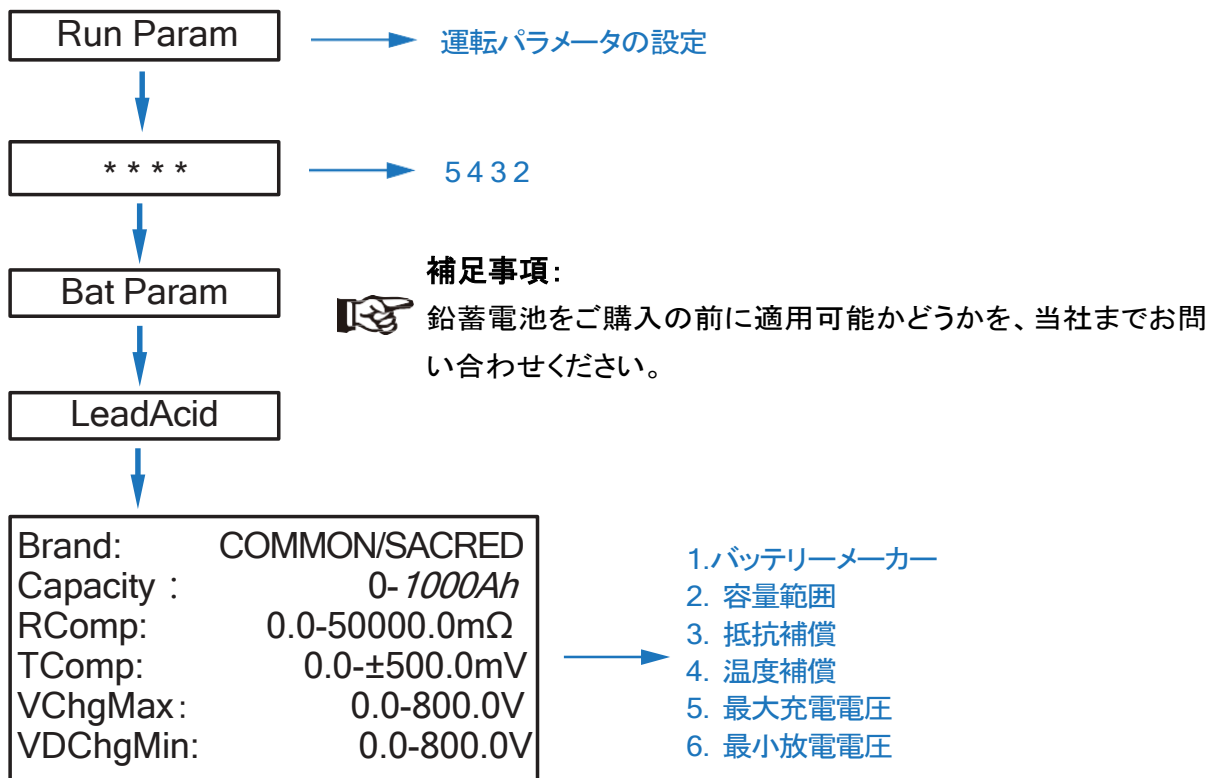 Run Param
運転パラメータの設定
* * * *
5 4 3 2
Bat Param
補足事項：
鉛蓄電池をご購入の前に適用可能かどうかを、当社までお問
い合わせください。
LeadAcid
Brand: COMMON/SACRED
Capacity： 0-1000Ah
RComp: 0.0-50000.0mΩ
TComp: 0.0-±500.0mV
VChgMax： 0.0-800.0V
VDChgMin: 0.0-800.0V
1.バッテリーメーカー
2. 容量範囲
3. 抵抗補償
4. 温度補償
5. 最大充電電圧
6. 最小放電電圧